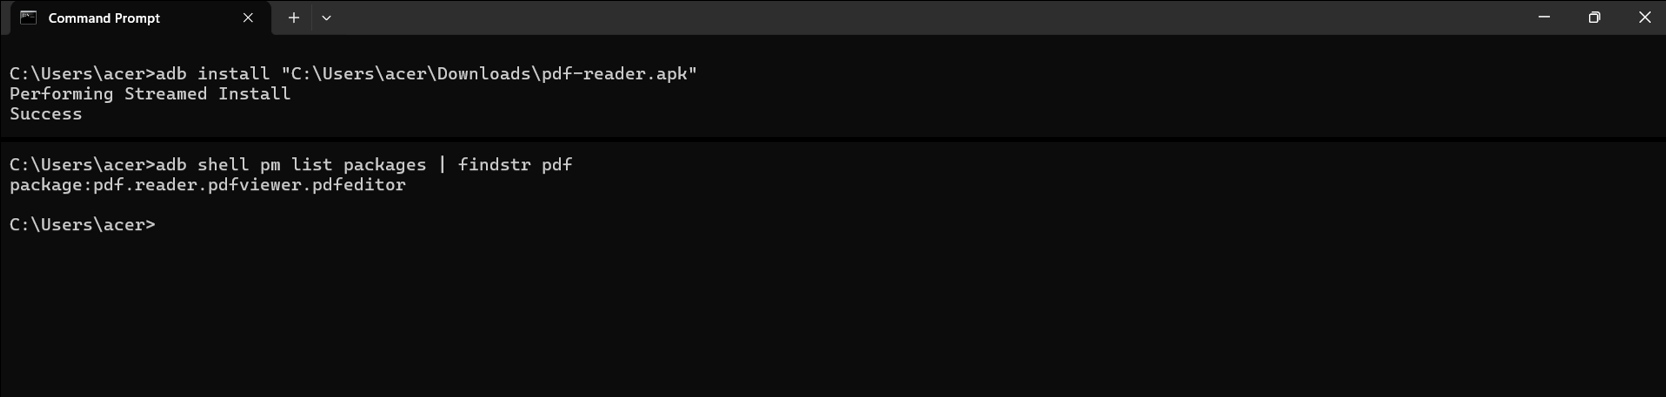 Command Prompt
C:\Users\acer>adb install "C:\Users\acer\Downloads\pdf-reader.apk"
Performing Streamed Install
Success
C:\Users\acer>adb shell pm list packages | findstr pdf
package:pdf.reader.pdfviewer.pdfeditor
C:\Users\acer>